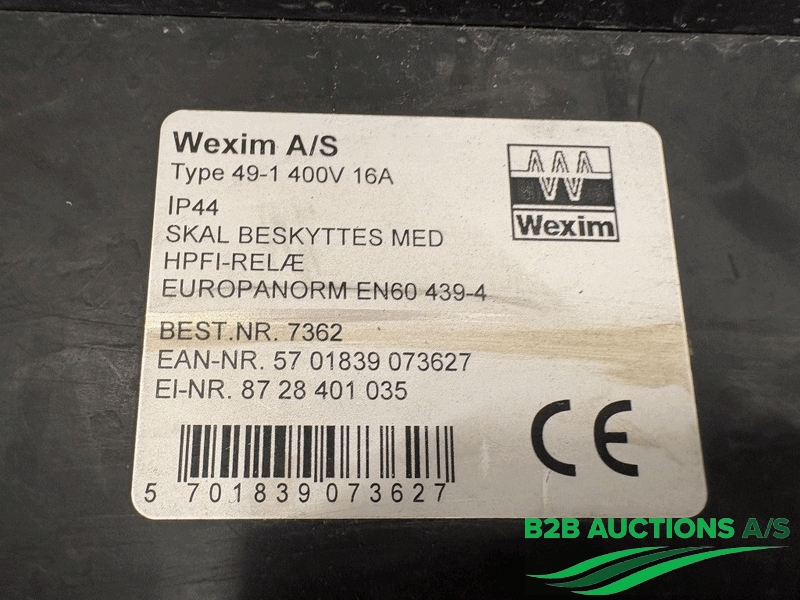 Wexim A/S
Type 49-1 400V 16A
Wexim
IP44
SKAL BESKYTTES MED
HPFI-RELÆ
EUROPANORM EN60 439-4
BEST.NR. 7362
EAN-NR. 57 01839 073627
EI-NR. 87 28 401 035
CE
5 701839 073627
B2B AUCTIONS A/S